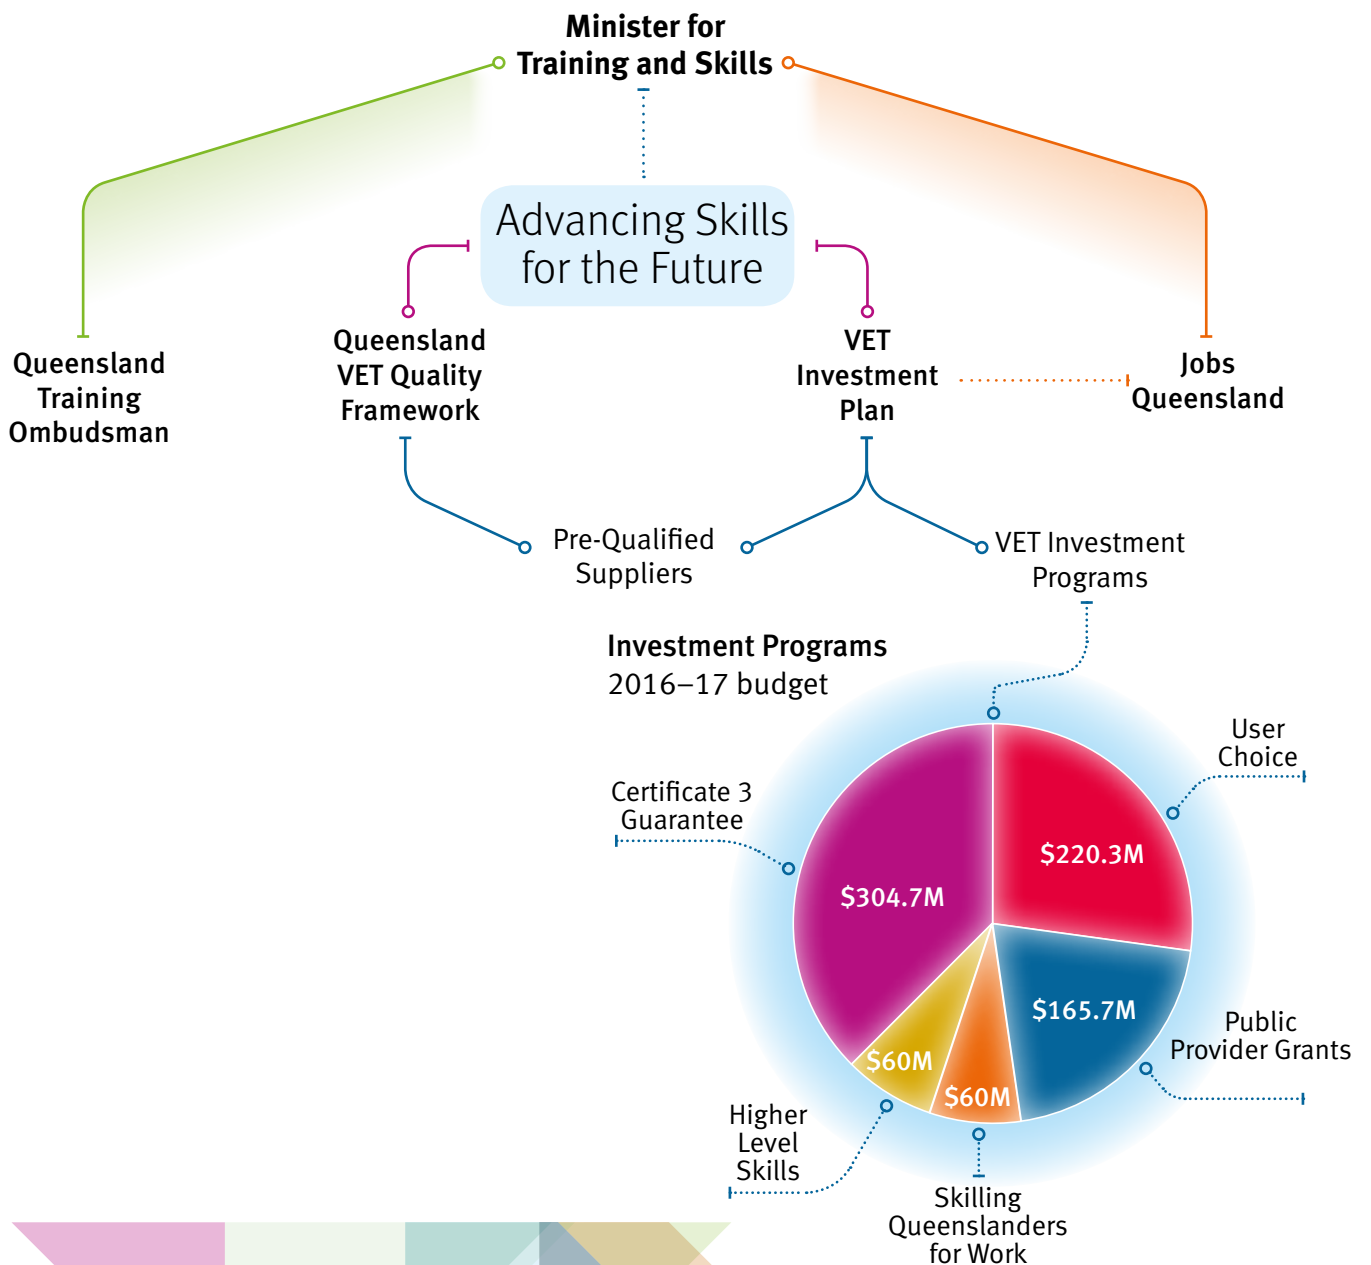 Minister for
Training and Skills
Advancing Skills
for the Future
Queensland
Training
Ombudsman
Queensland
VET Quality
Framework
VET
Investment
Plan
Jobs
Queensland
Pre-Qualified
Suppliers
VET Investment
Programs
Investment Programs
2016–17 budget
User
Choice
Certificate 3
Guarantee
$220.3M
$304.7M
$165.7M
Public
Provider Grants
$60M
$60M
Higher
Level
Skills
Skilling
Queenslanders
for Work